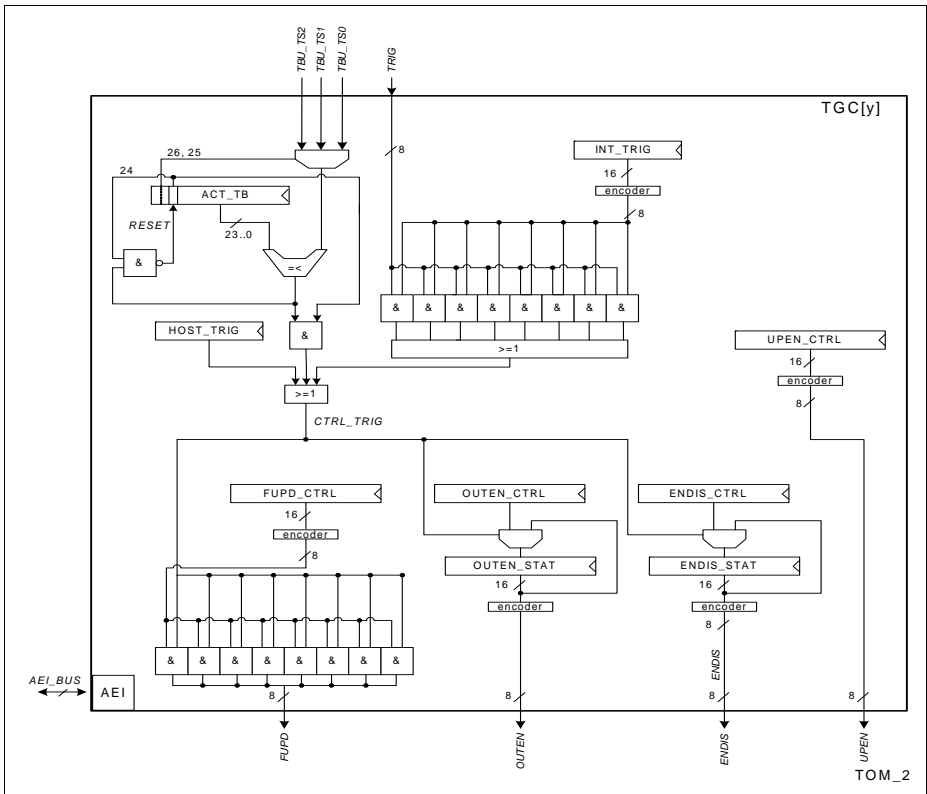 TBU_TS2
TBU_TS1
TBU_TS0
TRIG
TGC[y]
26, 25
8
INT_TRIG
24
16
ACT_TB
encoder
8
RESET
23..0
&
=<
& & & & & & & &
HOST_TRIG
&
>=1
UPEN_CTRL
16
>=1
encoder
CTRL_TRIG
8
FUPD_CTRL
OUTEN_CTRL
ENDIS_CTRL
16
encoder
8
OUTEN_STAT
ENDIS_STAT
16
16
encoder
encoder
8
& & & & & & & &
ENDIS
AEI_BUS
AEI
8
8
8
8
FUPD
OUTEN
ENDIS
UPEN
TOM_2